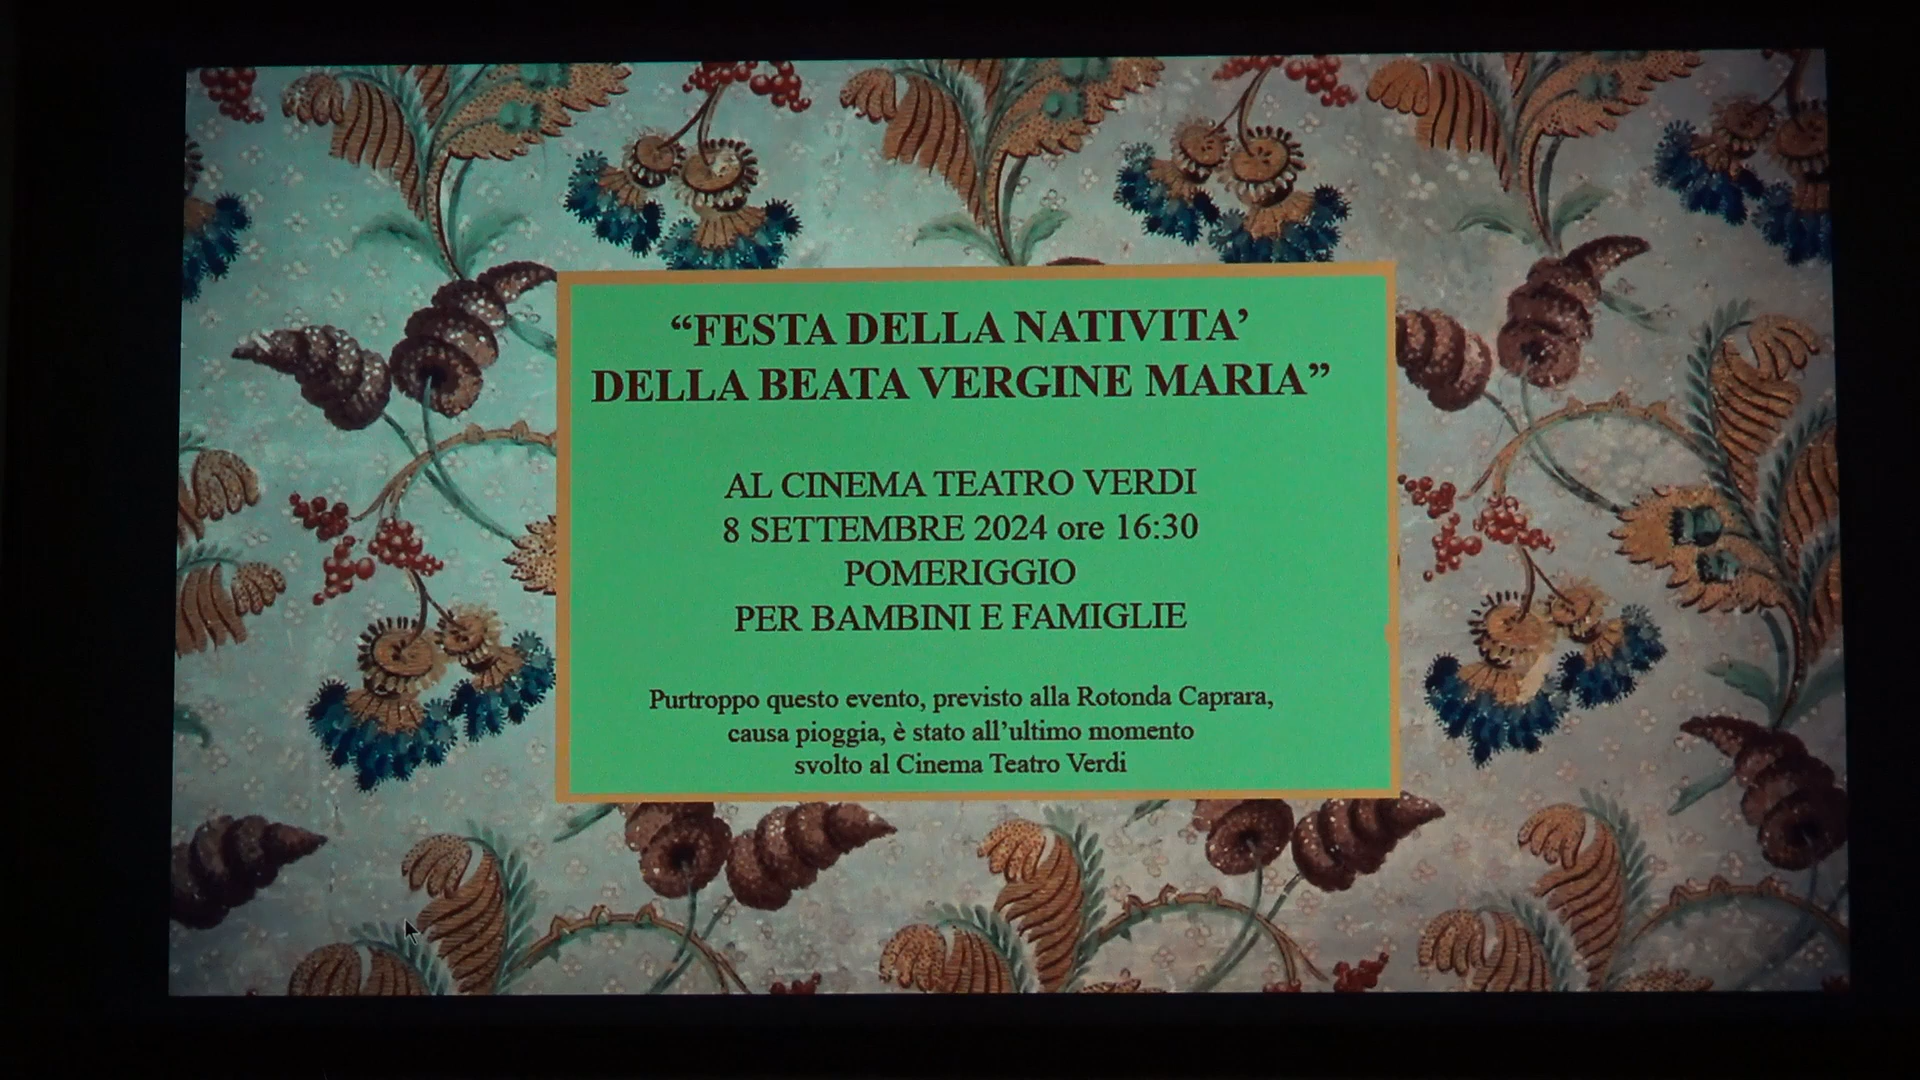 “FESTA DELLA NATIVITA’
DELLA BEATA VERGINE MARIA”
AL CINEMA TEATRO VERDI
8 SETTEMBRE 2024 ore 16:30
POMERIGGIO
PER BAMBINI E FAMIGLIE
Purtroppo questo evento, previsto alla Rotonda Caprara,
causa pioggia, è stato all’ultimo momento
svolto al Cinema Teatro Verdi